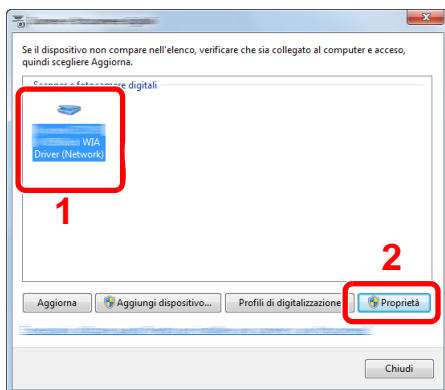 Se il dispositivo non compare nell'elenco, verificare che sia collegato al computer e acceso,
quindi scegliere Aggiorna.
Scanner e fotocamere digitali
WIA
Driver (Network)
1
2
Aggiorna
Aggiungi dispositivo...
Profili di digitalizzazione
Proprietà
Chiudi